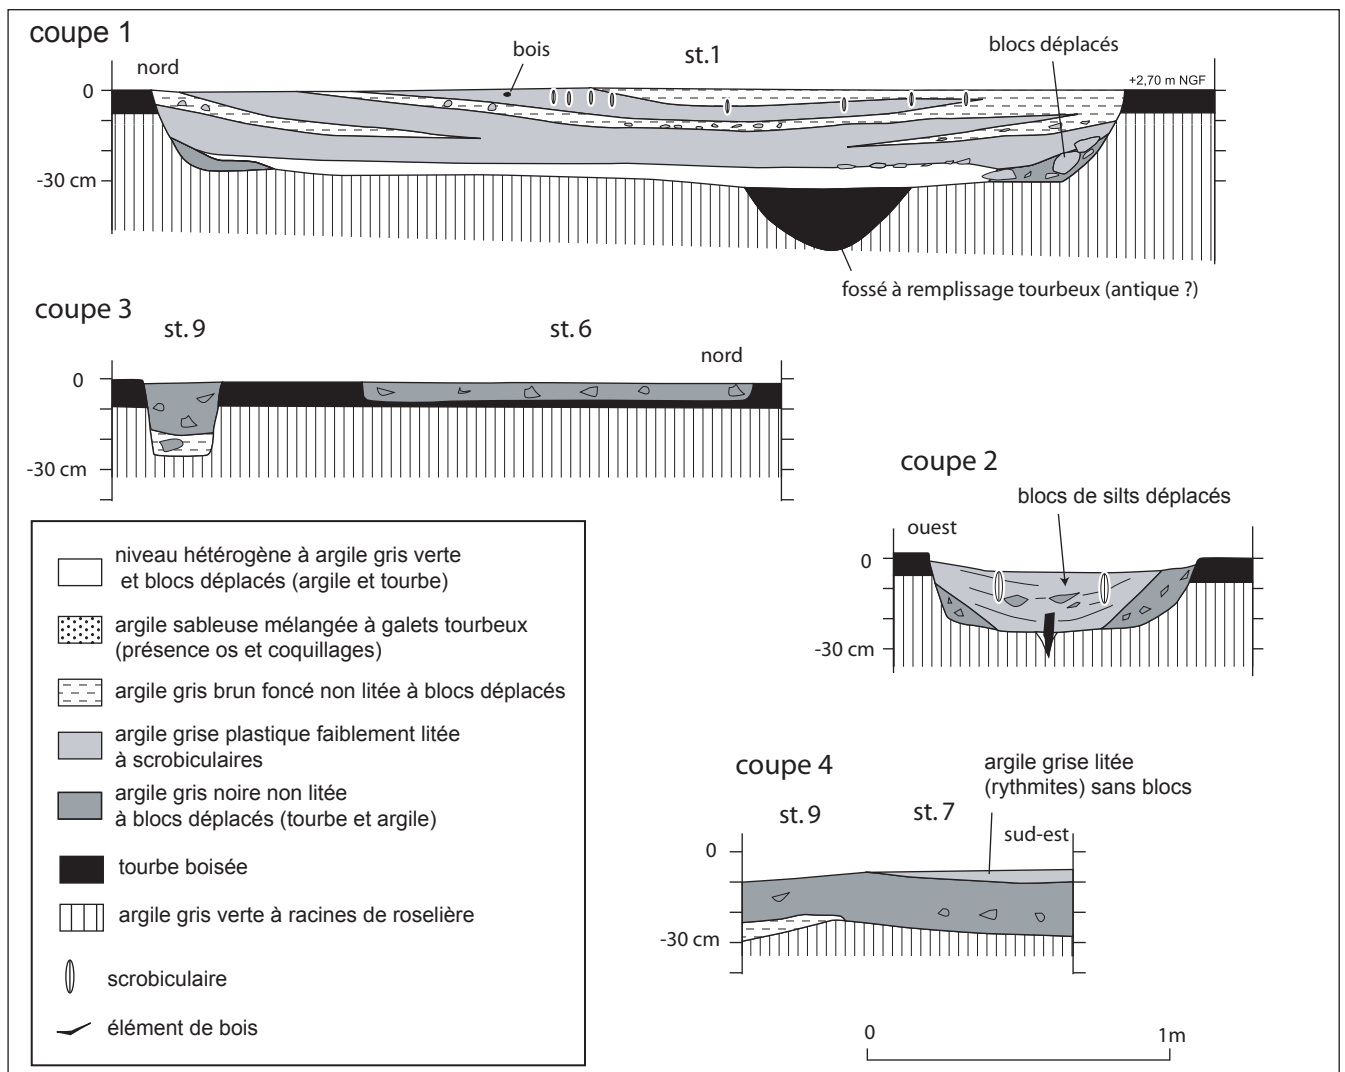 coupe 1
nord
bois
st.1
blocs déplacés
+2,70 m NGF
0
-30 cm
fossé à remplissage tourbeux (antique ?)
coupe 3
st. 9
st. 6
nord
0
-30 cm
coupe 2
blocs de silts déplacés
ouest
0
-30 cm
niveau hétérogène à argile gris verte
et blocs déplacés (argile et tourbe)
argile sableuse mélangée à galets tourbeux
(présence os et coquillages)
argile gris brun foncé non litée à blocs déplacés
argile grise plastique faiblement litée
à scrobiculaires
argile gris noire non litée
à blocs déplacés (tourbe et argile)
tourbe boisée
argile gris verte à racines de roselière
scrobiculaire
élément de bois
coupe 4
argile grise litée
(rythmites) sans blocs
st. 9
st. 7
sud-est
0
-30 cm
0
1m